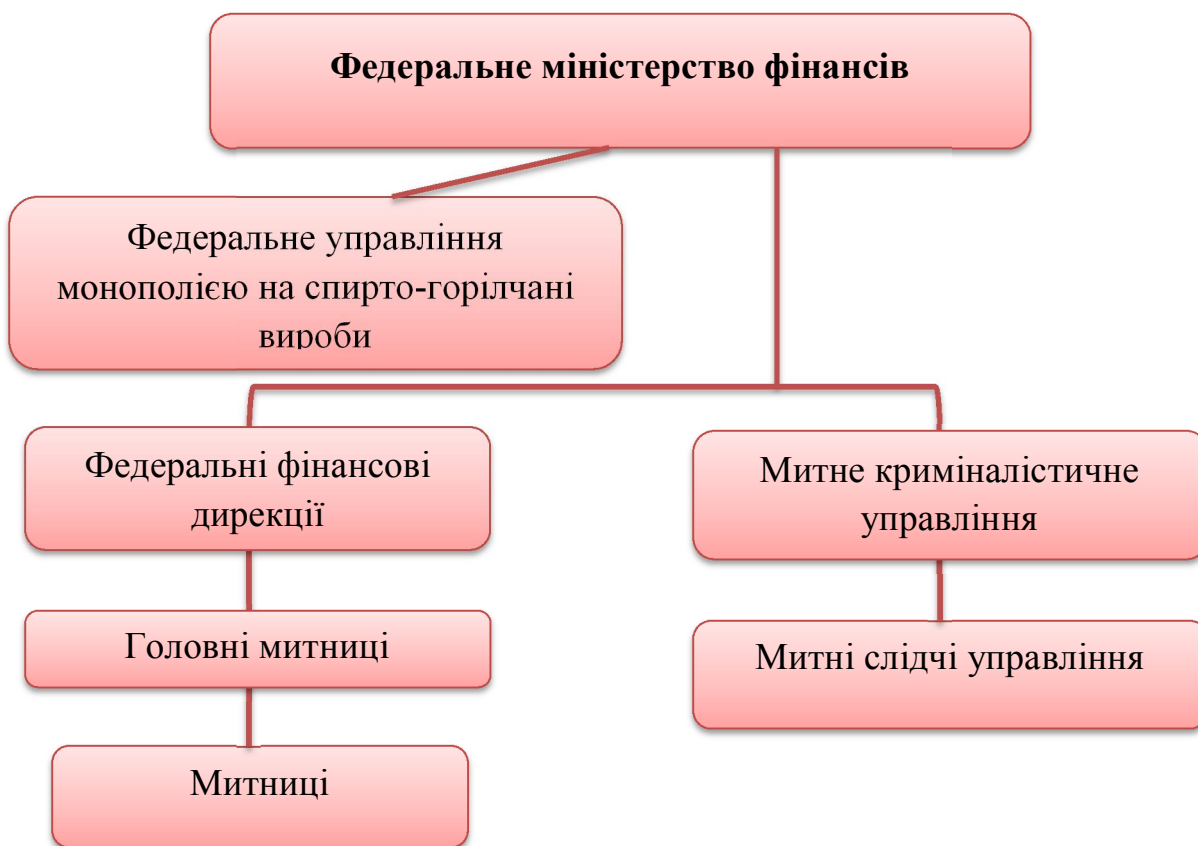 Федеральне міністерство фінансів
Федеральне управління
монополією на спирто-горілчані
вироби
Федеральні фінансові
дирекції
Митне криміналістичне
управління
Головні митниці
Митні слідчі управління
Митниці